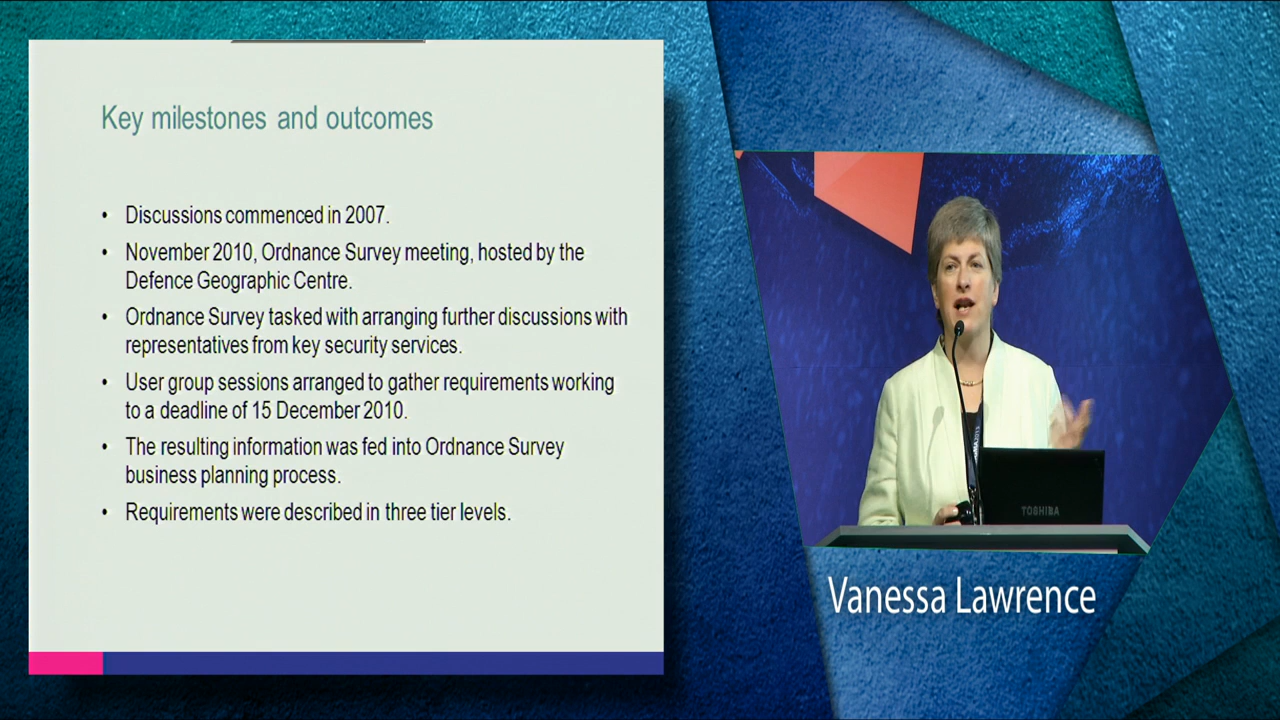 Key milestones and outcomes
• Discussions commenced in 2007.
• November 2010, Ordnance Survey meeting, hosted by the
Defence Geographic Centre.
• Ordnance Survey tasked with arranging further discussions with
representatives from key security services.
• User group sessions arranged to gather requirements working
to a deadline of 15 December 2010.
• The resulting information was fed into Ordnance Survey
business planning process.
• Requirements were described in three tier levels.
TOSHIBA
Vanessa Lawrence